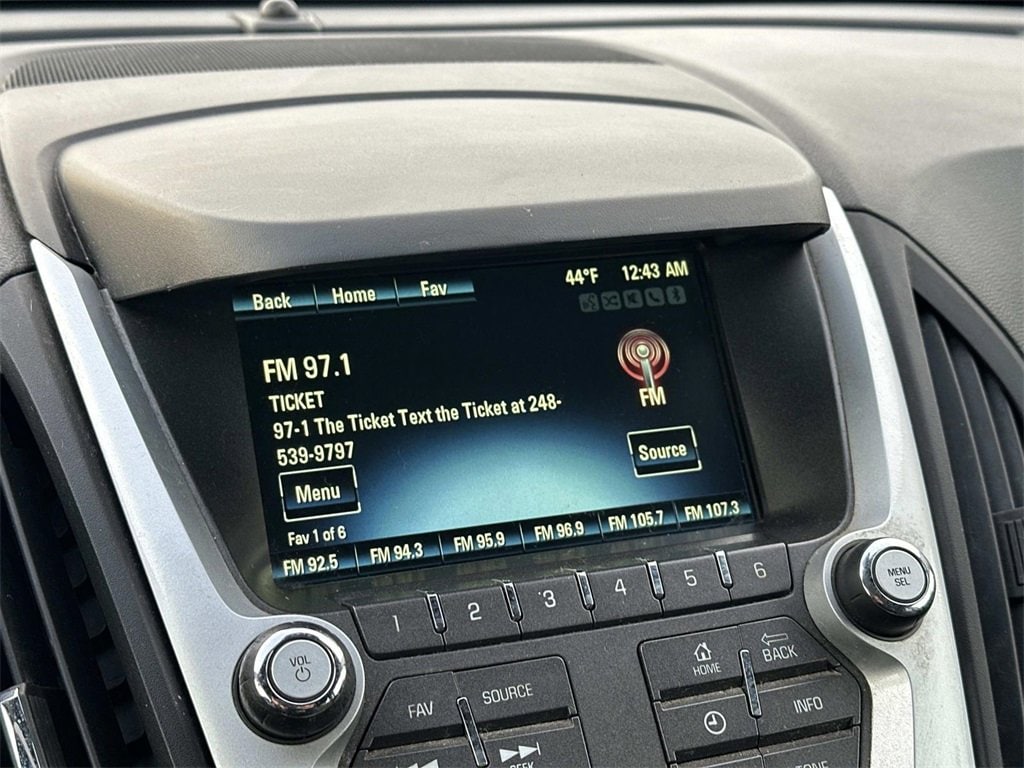 Back Home Fav 44°F 12:43 AM
FM 97.1
TICKET
97-1 The Ticket Text the Ticket at 248-
539-9797
FM
Menu
Source
Fav 1 of 6
FM 92.5 FM 94.3 FM 95.9 FM 96.9 FM 105.7 FM 107.3
1 2 3 4 5 6
MENU
SEL
VOL
HOME
BACK
FAV
SOURCE
INFO
SEEK
TONE